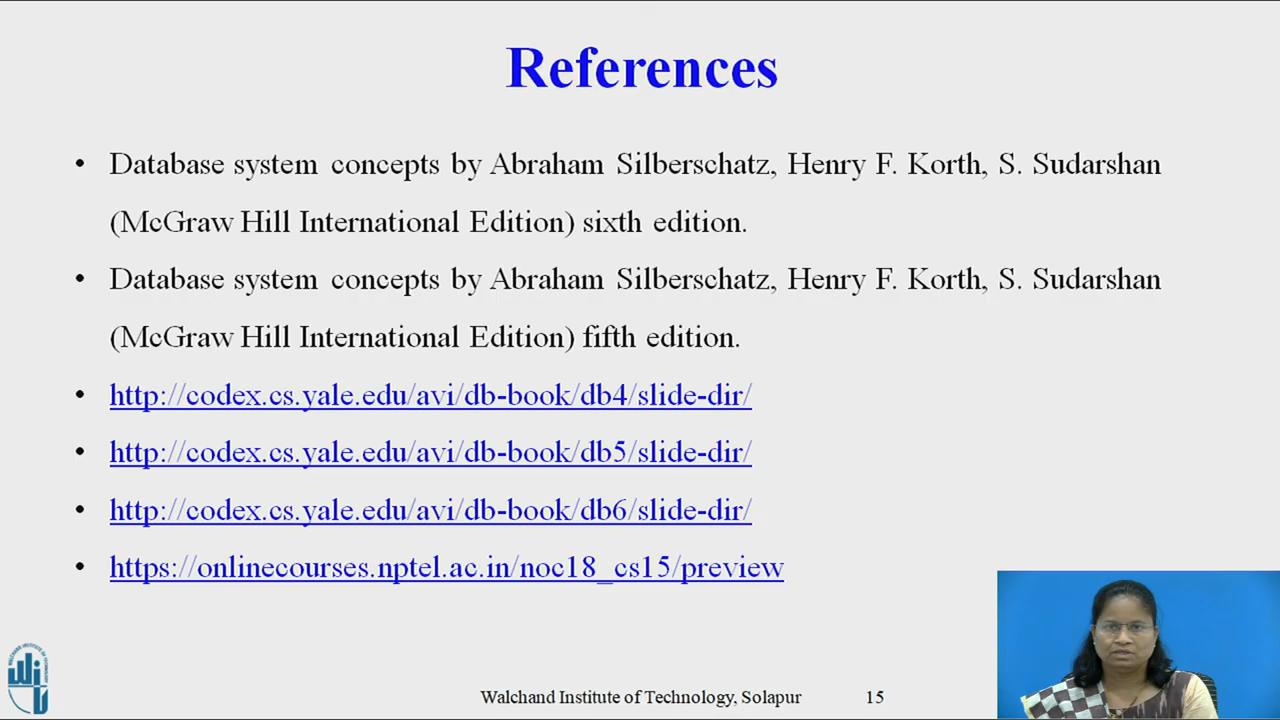 References
• Database system concepts by Abraham Silberschatz, Henry F. Korth, S. Sudarshan
(McGraw Hill International Edition) sixth edition.
• Database system concepts by Abraham Silberschatz, Henry F. Korth, S. Sudarshan
(McGraw Hill International Edition) fifth edition.
• http://codex.cs.yale.edu/avi/db-book/db4/slide-dir/
• http://codex.cs.yale.edu/avi/db-book/db5/slide-dir/
• http://codex.cs.yale.edu/avi/db-book/db6/slide-dir/
• https://onlinecourses.nptel.ac.in/noc18_cs15/preview
WALCHAND INSTITUTE OF TECHNOLOGY
Walchand Institute of Technology, Solapur 15